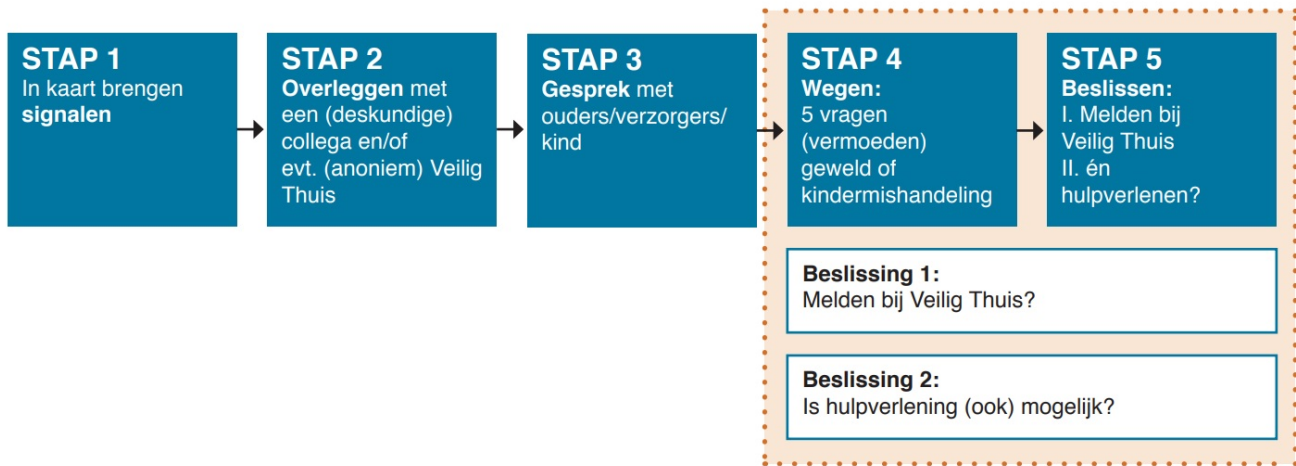 STAP 1
In kaart brengen
signalen
STAP 2
Overleggen met
een (deskundige)
collega en/of
evt. (anoniem) Veilig
Thuis
STAP 3
Gesprek met
ouders/verzorgers/
kind
STAP 4
Wegen:
5 vragen
(vermoeden)
geweld of
kindermishandeling
STAP 5
Beslissen:
I. Melden bij
Veilig Thuis
II. én
hulpverlenen?
Beslissing 1:
Melden bij Veilig Thuis?
Beslissing 2:
Is hulpverlening (ook) mogelijk?